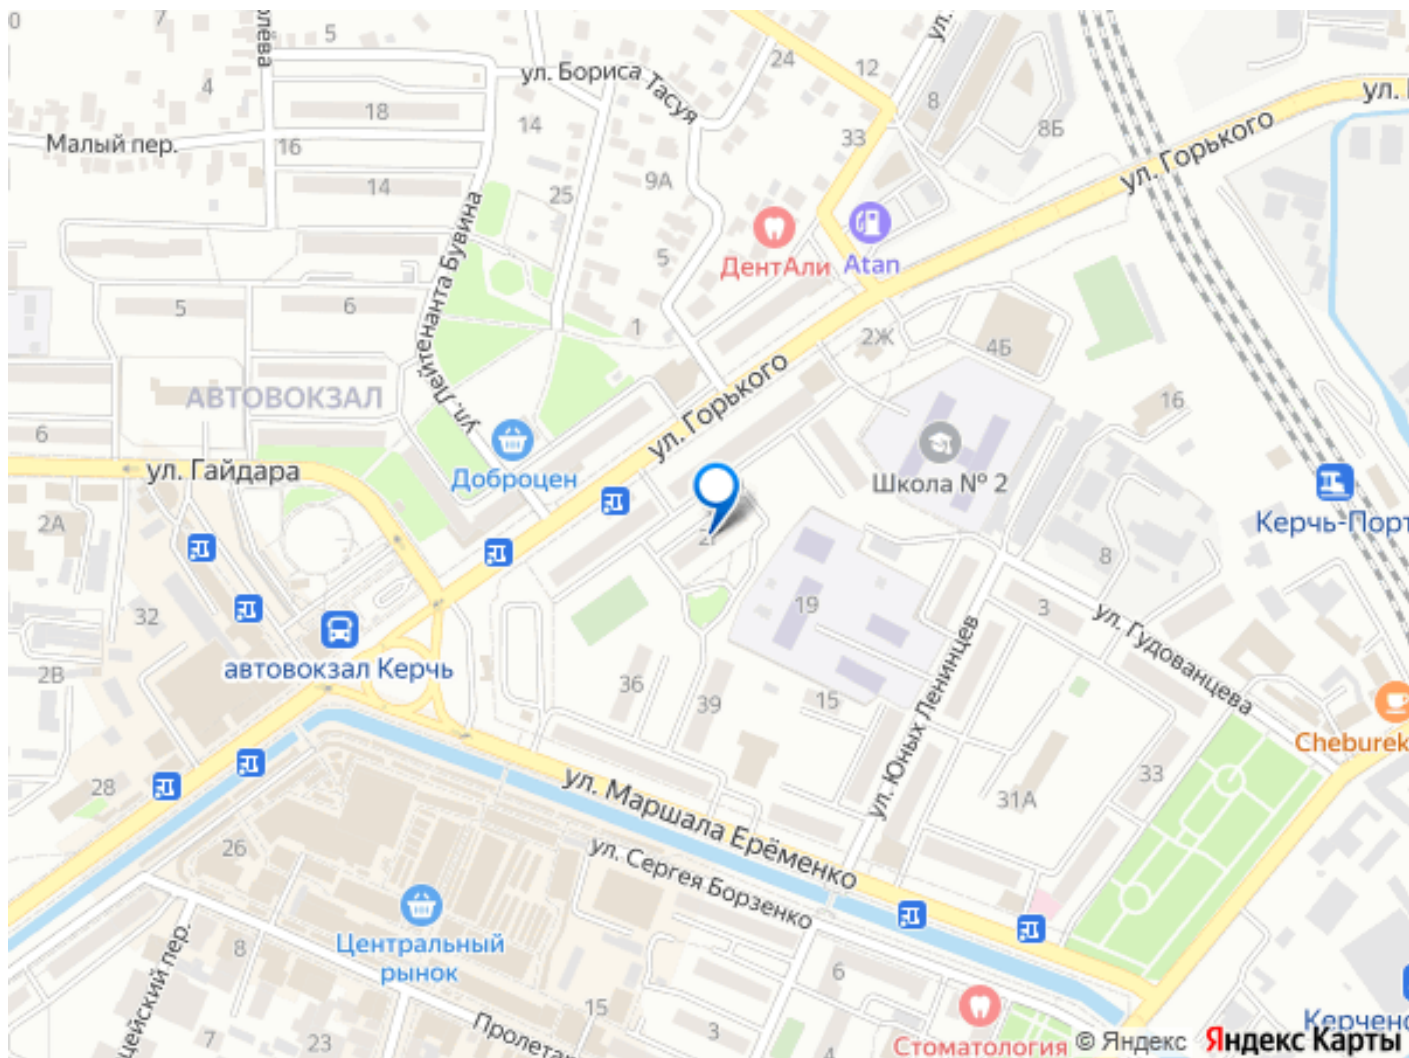 7
5
24
12
ул. Бориса Тасуя
4
18
14
8
8Б
33
Малый пер.
16
ул. Горького
14
25
9А
ул. Лейтенанта Бувина
5
ДентАли
Atan
5
6
1
2Ж
4Б
АВТОВОКЗАЛ
16
ул. Горького
6
ул. Гайдара
Доброцен
Школа № 2
2А
Керчь-Порт
8
32
19
3
ул. Гудованцева
2В
автовокзал Керчь
36
39
15
ул. Юных Ленинцев
Cheburek
28
ул. Маршала Ерёменко
31А
33
26
ул. Сергея Борзенко
Центральный
рынок
8
6
15
7
23
3
4
Стоматология
© Яндекс
Яндекс Карты